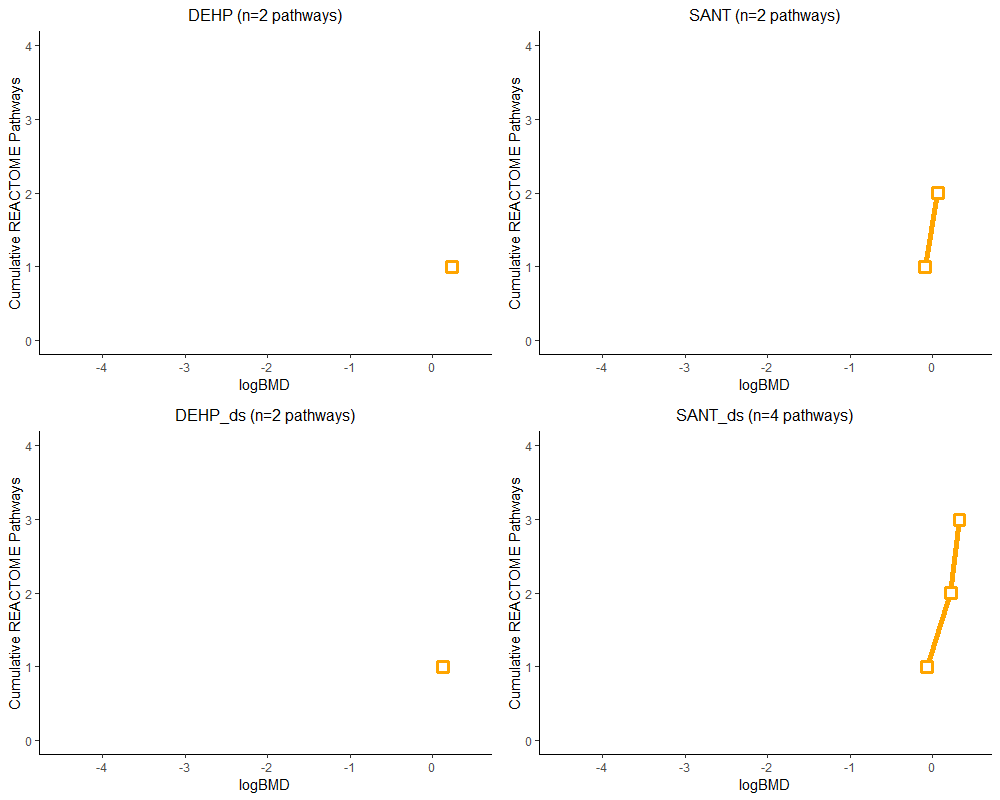 DEHP (n=2 pathways)
Cumulative REACTOME Pathways
4
3
2
1
0
-4 -3 -2 -1 0
logBMD
SANT (n=2 pathways)
Cumulative REACTOME Pathways
4
3
2
1
0
-4 -3 -2 -1 0
logBMD
DEHP_ds (n=2 pathways)
Cumulative REACTOME Pathways
4
3
2
1
0
-4 -3 -2 -1 0
logBMD
SANT_ds (n=4 pathways)
Cumulative REACTOME Pathways
4
3
2
1
0
-4 -3 -2 -1 0
logBMD